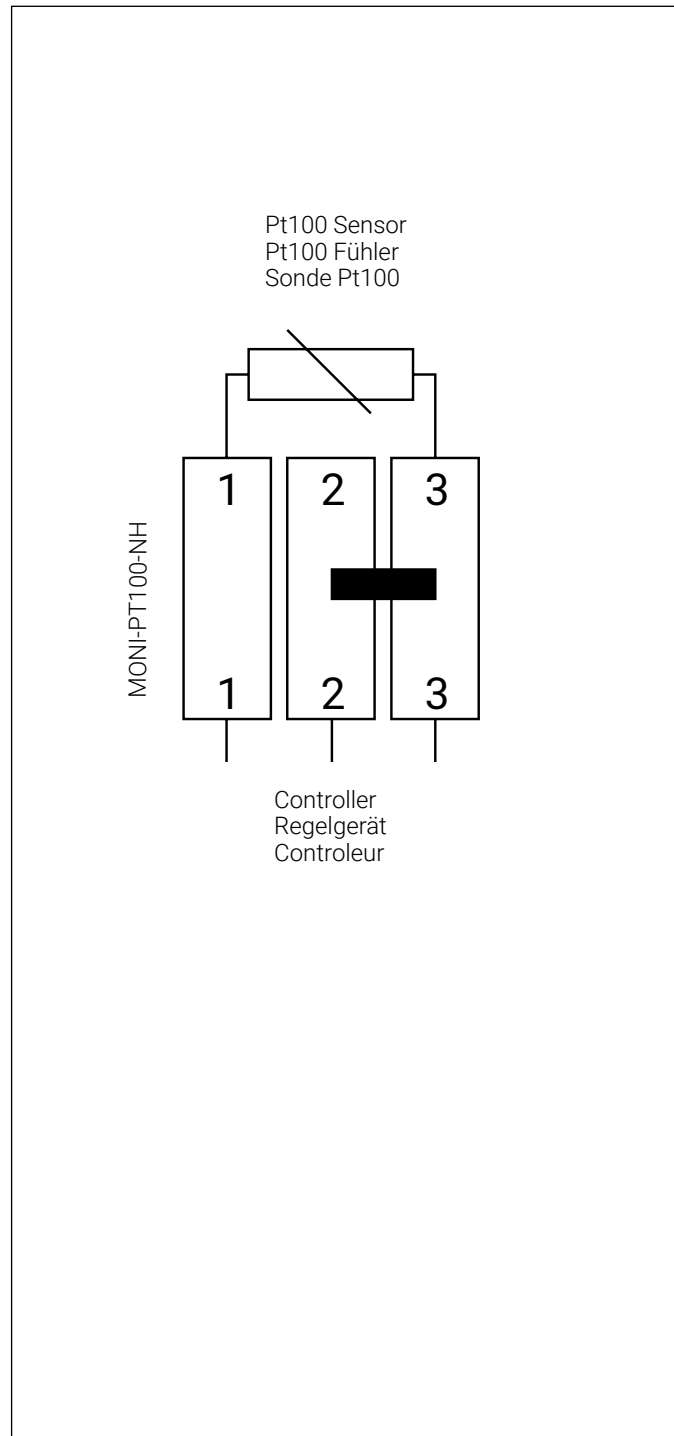 Pt100 Sensor
Pt100 Fühler
Sonde Pt100
1 2 3
MONI-PT100-NH
1 2 3
Controller
Regelgerät
Controleur